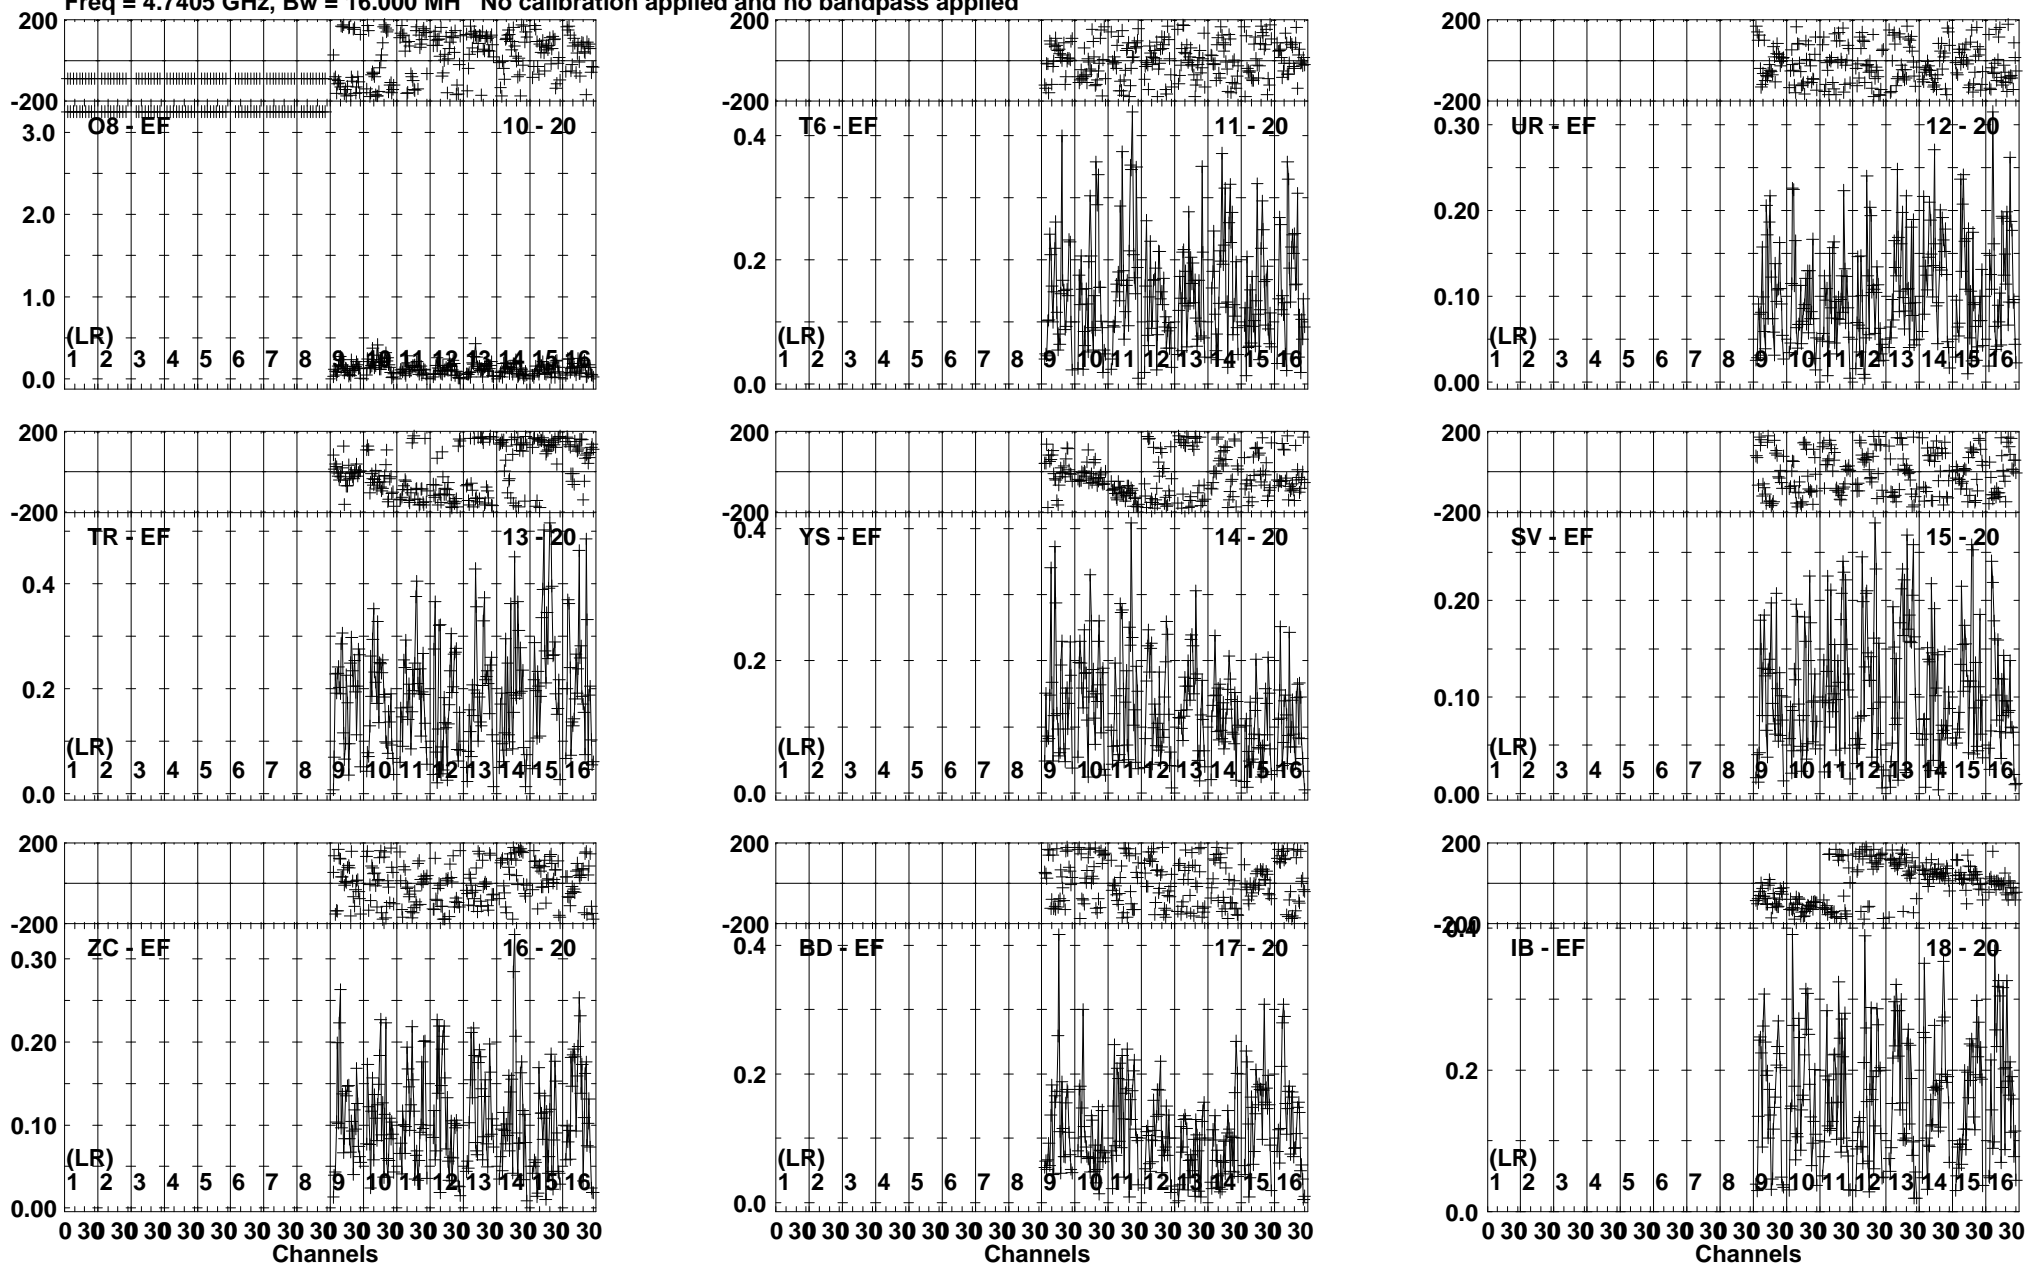 Freq = 4.7405 GHz, Bw = 16.000 MH No calibration applied and no bandpass applied
200 200 200
-200 -200 -200
O8 - EF 10 - 20 T6 - EF 11 - 20 UR - EF 12 - 20
3.0 0.4 0.30
2.0 0.2 0.20
1.0 0.10
(LR) (LR) (LR)
1 2 3 4 5 6 7 8 9 10 11 12 13 14 15 16 1 2 3 4 5 6 7 8 9 10 11 12 13 14 15 16 1 2 3 4 5 6 7 8 9 10 11 12 13 14 15 16
0.0 0.0 0.00
200 200 200
-200 -200 -200
TR - EF 13 - 20 YS - EF 14 - 20 SV - EF 15 - 20
0.4 0.4 0.20
0.2 0.2 0.10
(LR) (LR) (LR)
1 2 3 4 5 6 7 8 9 10 11 12 13 14 15 16 1 2 3 4 5 6 7 8 9 10 11 12 13 14 15 16 1 2 3 4 5 6 7 8 9 10 11 12 13 14 15 16
0.0 0.0 0.00
200 200 200
-200 -200 -200
ZC - EF 16 - 20 BD - EF 17 - 20 IB - EF 18 - 20
0.30 0.4 0.4
0.20 0.2 0.2
0.10
(LR) (LR) (LR)
1 2 3 4 5 6 7 8 9 10 11 12 13 14 15 16 1 2 3 4 5 6 7 8 9 10 11 12 13 14 15 16 1 2 3 4 5 6 7 8 9 10 11 12 13 14 15 16
0.00 0.0 0.0
0 30 30 30 30 30 30 30 30 30 30 30 30 30 30 30 30 0 30 30 30 30 30 30 30 30 30 30 30 30 30 30 30 30 0 30 30 30 30 30 30 30 30 30 30 30 30 30 30 30 30
Channels Channels Channels